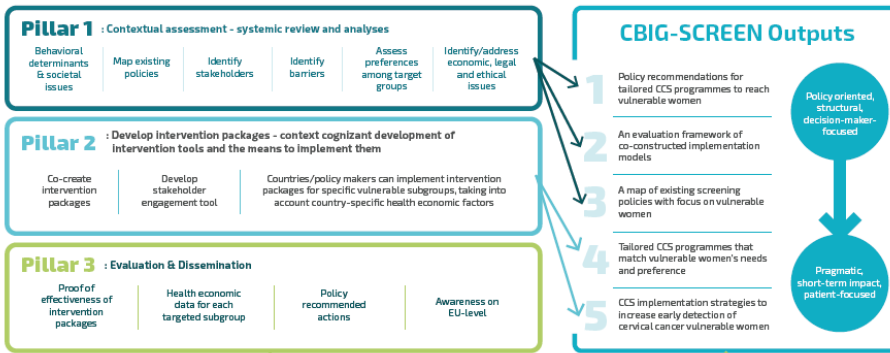 Pillar 1 : Contextual assessment - systemic review and analyses
Behavioral
determinants
& societal
issues
Map existing
policies
Identify
stakeholders
Identify
barriers
Assess
preferences
among target
groups
Identify/address
economic, legal
and ethical
issues
Pillar 2 : Develop intervention packages - context cognizant development of
intervention tools and the means to implement them
Co-create
intervention
packages
Develop
stakeholder
engagement tool
Countries/policy makers can implement intervention
packages for specific vulnerable subgroups, taking into
account country-specific health economic factors
Pillar 3 : Evaluation & Dissemination
Proof of
effectiveness of
intervention
packages
Health economic
data for each
targeted subgroup
Policy
recommended
actions
Awareness on
EU-level
CBIG-SCREEN Outputs
1
Policy recommendations for
tailored CCS programmes to reach
vulnerable women
2
An evaluation framework of
co-constructed implementation
models
3
A map of existing screening
policies with focus on vulnerable
women
4
Tailored CCS programmes that
match vulnerable women's needs
and preference
5
CCS implementation strategies to
increase early detection of
cervical cancer vulnerable women
Policy oriented,
structural,
decision-maker-
focused
Pragmatic,
short-term impact,
patient-focused